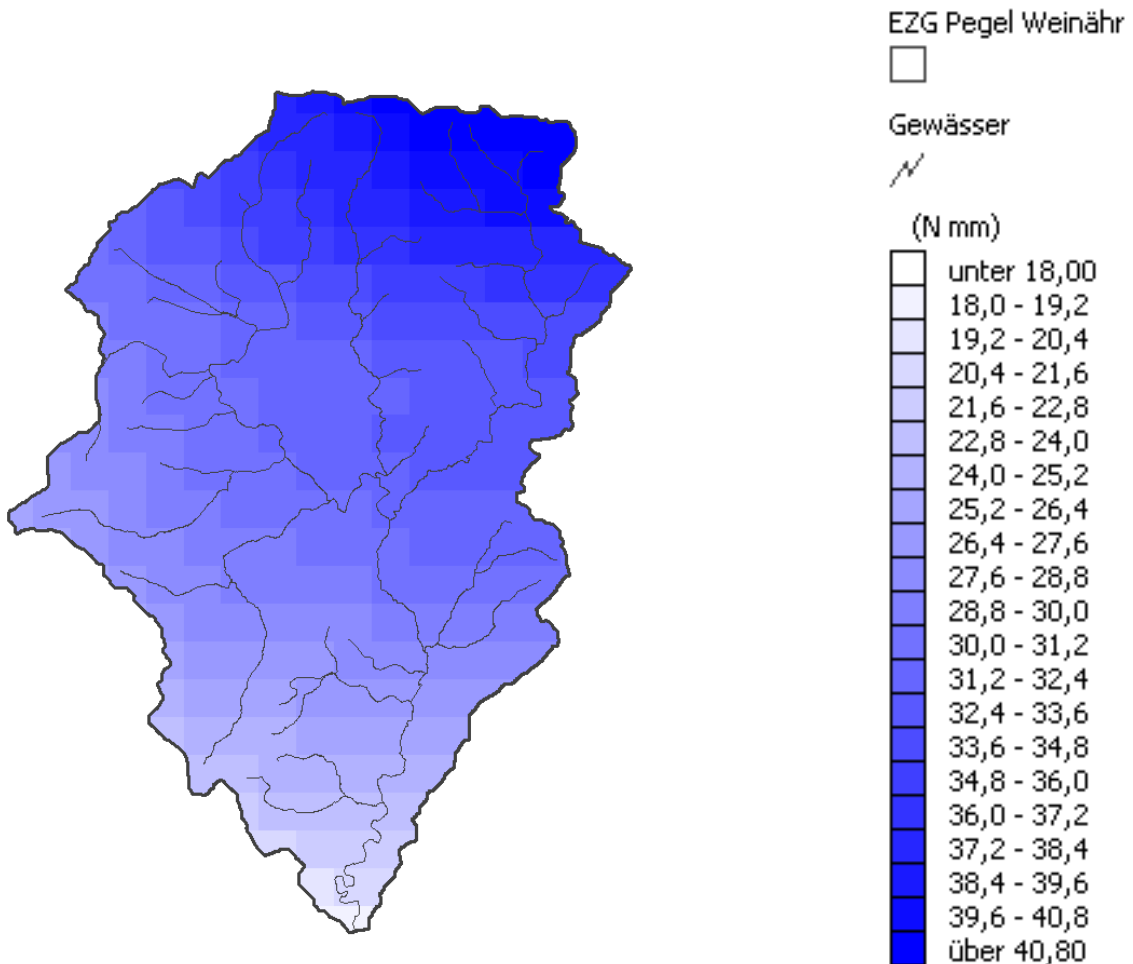 EZG Pegel Weinähr
Gewässer
(N mm)
unter 18,00
18,0 - 19,2
19,2 - 20,4
20,4 - 21,6
21,6 - 22,8
22,8 - 24,0
24,0 - 25,2
25,2 - 26,4
26,4 - 27,6
27,6 - 28,8
28,8 - 30,0
30,0 - 31,2
31,2 - 32,4
32,4 - 33,6
33,6 - 34,8
34,8 - 36,0
36,0 - 37,2
37,2 - 38,4
38,4 - 39,6
39,6 - 40,8
über 40,80